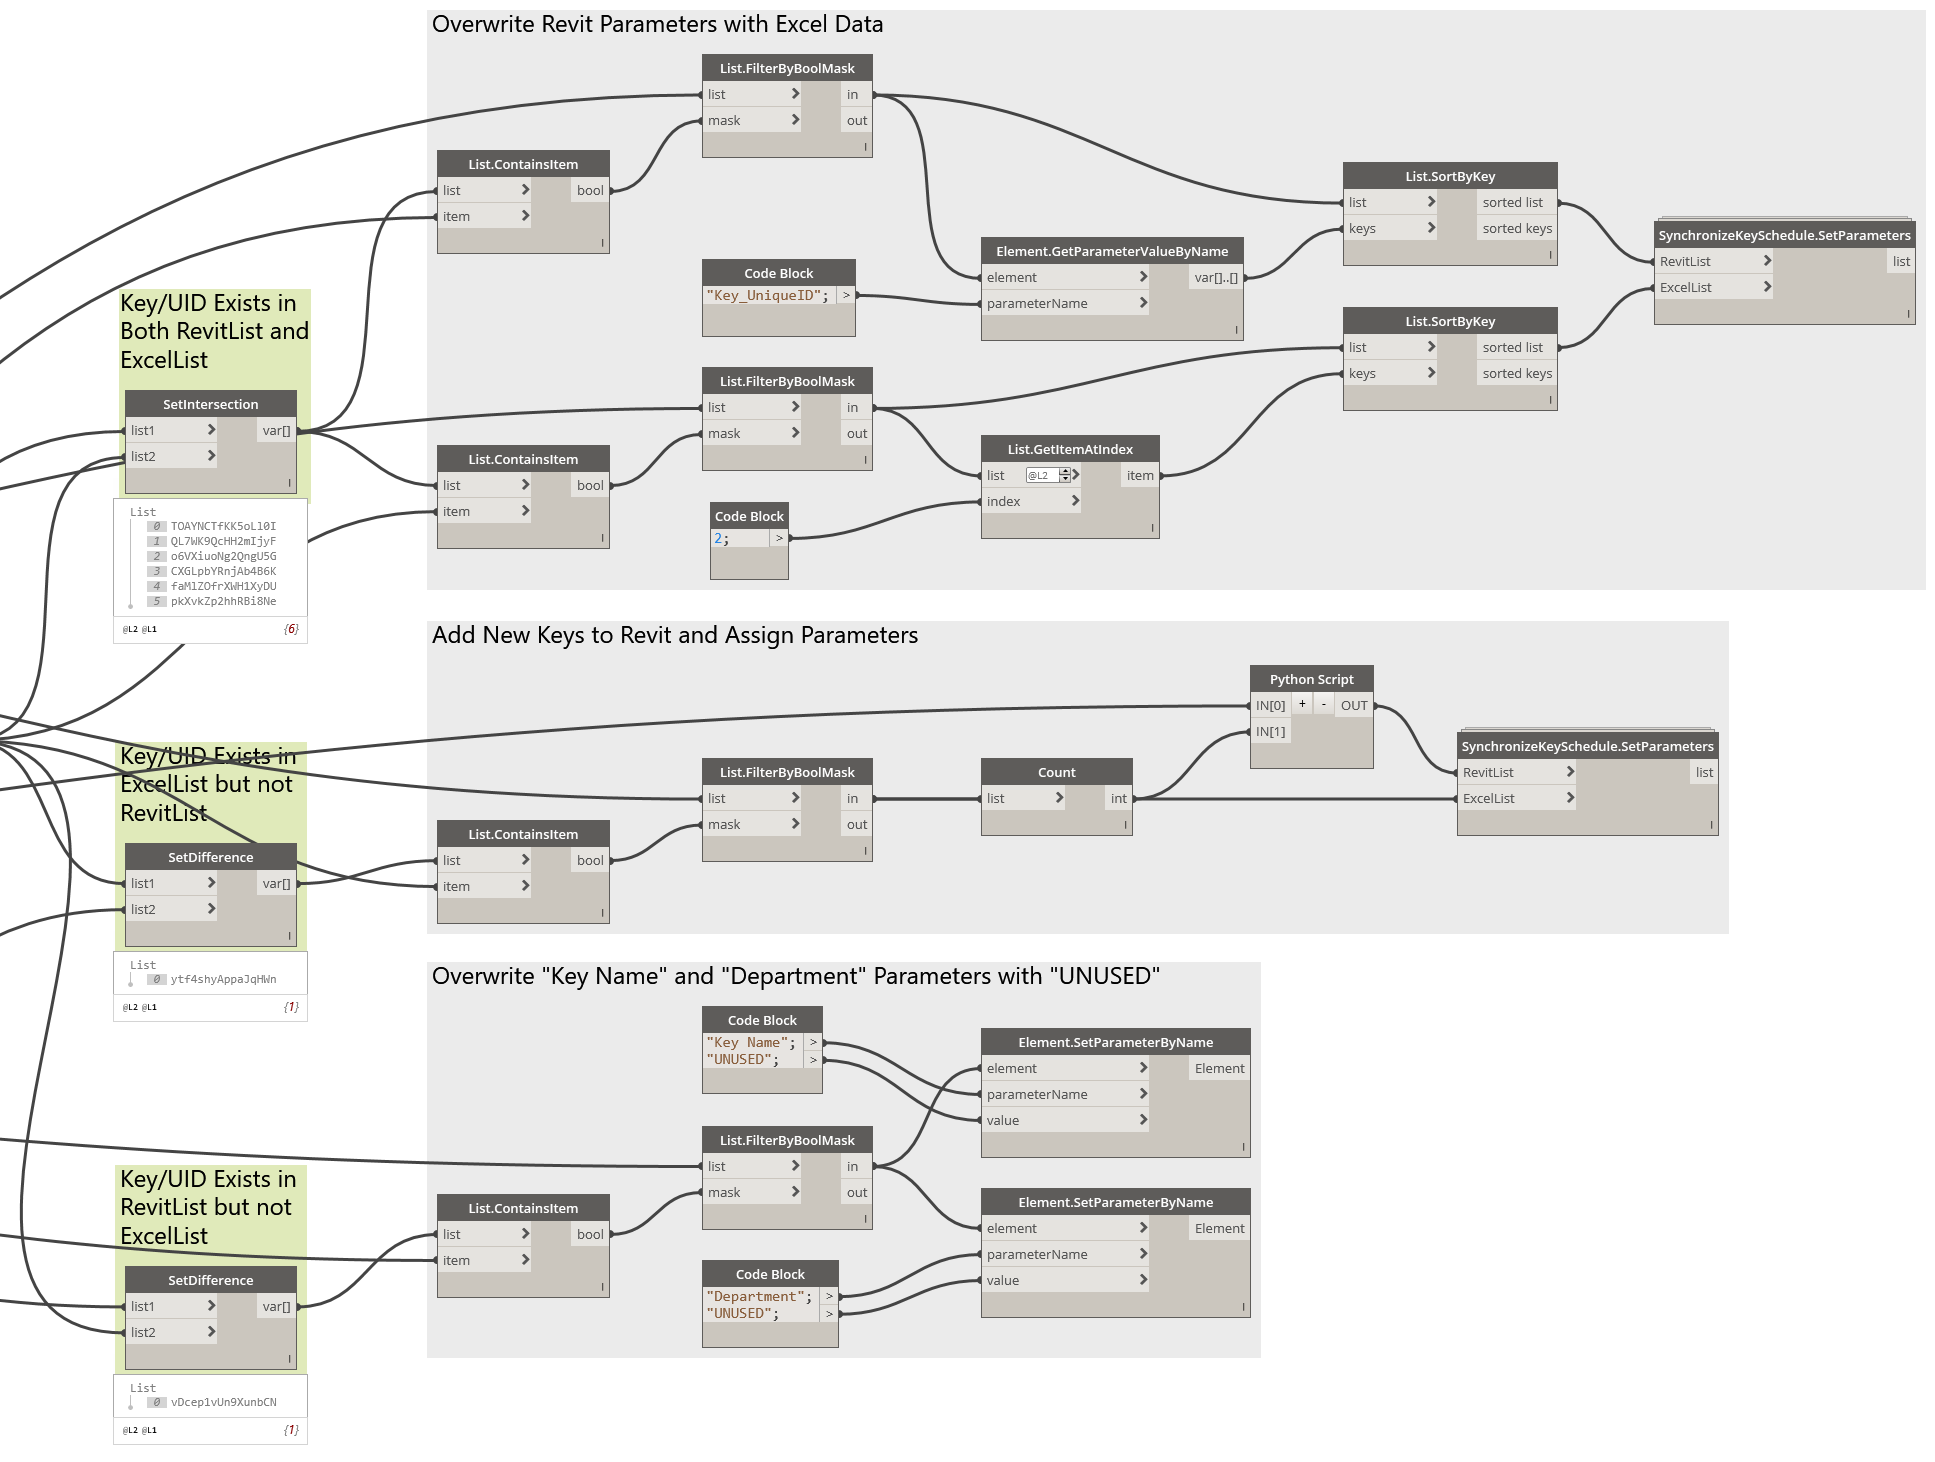 Overwrite Revit Parameters with Excel Data
List.FilterByBoolMask
list > in
mask > out
List.ContainsItem
list > bool
item >
List.SortByKey
list > sorted list
keys > sorted keys
SynchronizeKeySchedule.SetParameters
RevitList > list
ExcelList >
Element.GetParameterValueByName
element > var[]..[]
parameterName >
Code Block
"Key_UniqueID"; >
Key/UID Exists in
Both RevitList and
ExcelList
List.SortByKey
list > sorted list
keys > sorted keys
List.FilterByBoolMask
list > in
mask > out
SetIntersection
list1 > var[]
list2 >
List.ContainsItem
list > bool
item >
List.GetItemAtIndex
list @L2 > item
index >
Code Block
2; >
List
0 TOAYNCTfKK5oLl0I
1 QL7WK9QcHH2mIjyF
2 o6VXiuoNg2QngU5G
3 CXGLpbYRnjAb4B6K
4 faMlZOfrXWH1XyDU
5 pkXvkZp2hhRBi8Ne
@L2 @L1 {6}
Add New Keys to Revit and Assign Parameters
Python Script
IN[0] + - OUT
IN[1]
SynchronizeKeySchedule.SetParameters
RevitList > list
ExcelList >
Key/UID Exists in
ExcelList but not
RevitList
List.FilterByBoolMask
list > in
mask > out
Count
list > int
List.ContainsItem
list > bool
item >
SetDifference
list1 > var[]
list2 >
List
0 ytf4shyAppaJqHWn
@L2 @L1 {1}
Overwrite "Key Name" and "Department" Parameters with "UNUSED"
Code Block
"Key Name"; >
"UNUSED"; >
Element.SetParameterByName
element > Element
parameterName >
value >
List.FilterByBoolMask
list > in
mask > out
Key/UID Exists in
RevitList but not
ExcelList
List.ContainsItem
list > bool
item >
Element.SetParameterByName
element > Element
parameterName >
value >
Code Block
"Department"; >
"UNUSED"; >
SetDifference
list1 > var[]
list2 >
List
0 vDcep1vUn9XunbCN
@L2 @L1 {1}